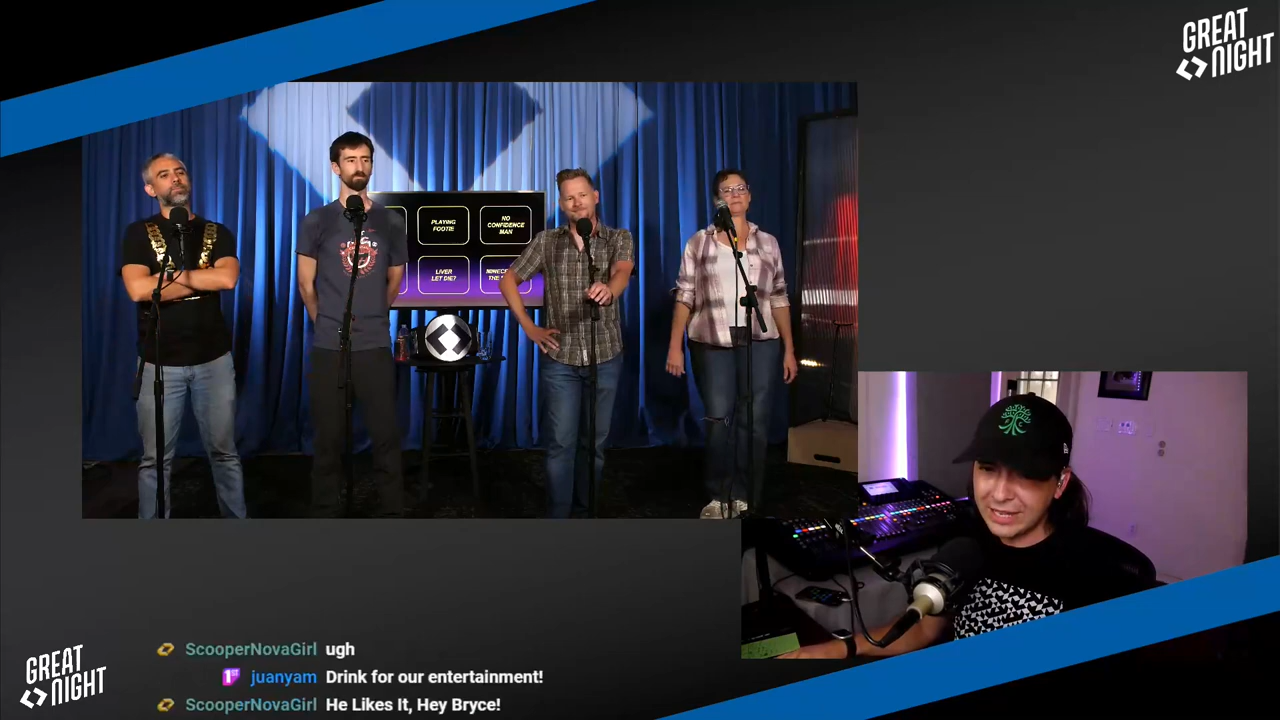 GREAT
NIGHT
PLAYING
FOOTIE
NO
CONFIDENCE
MAN
LIVER
LET DIE?
GREAT
NIGHT
ScooperNovaGirl ugh
1ST juanyam Drink for our entertainment!
ScooperNovaGirl He Likes It, Hey Bryce!